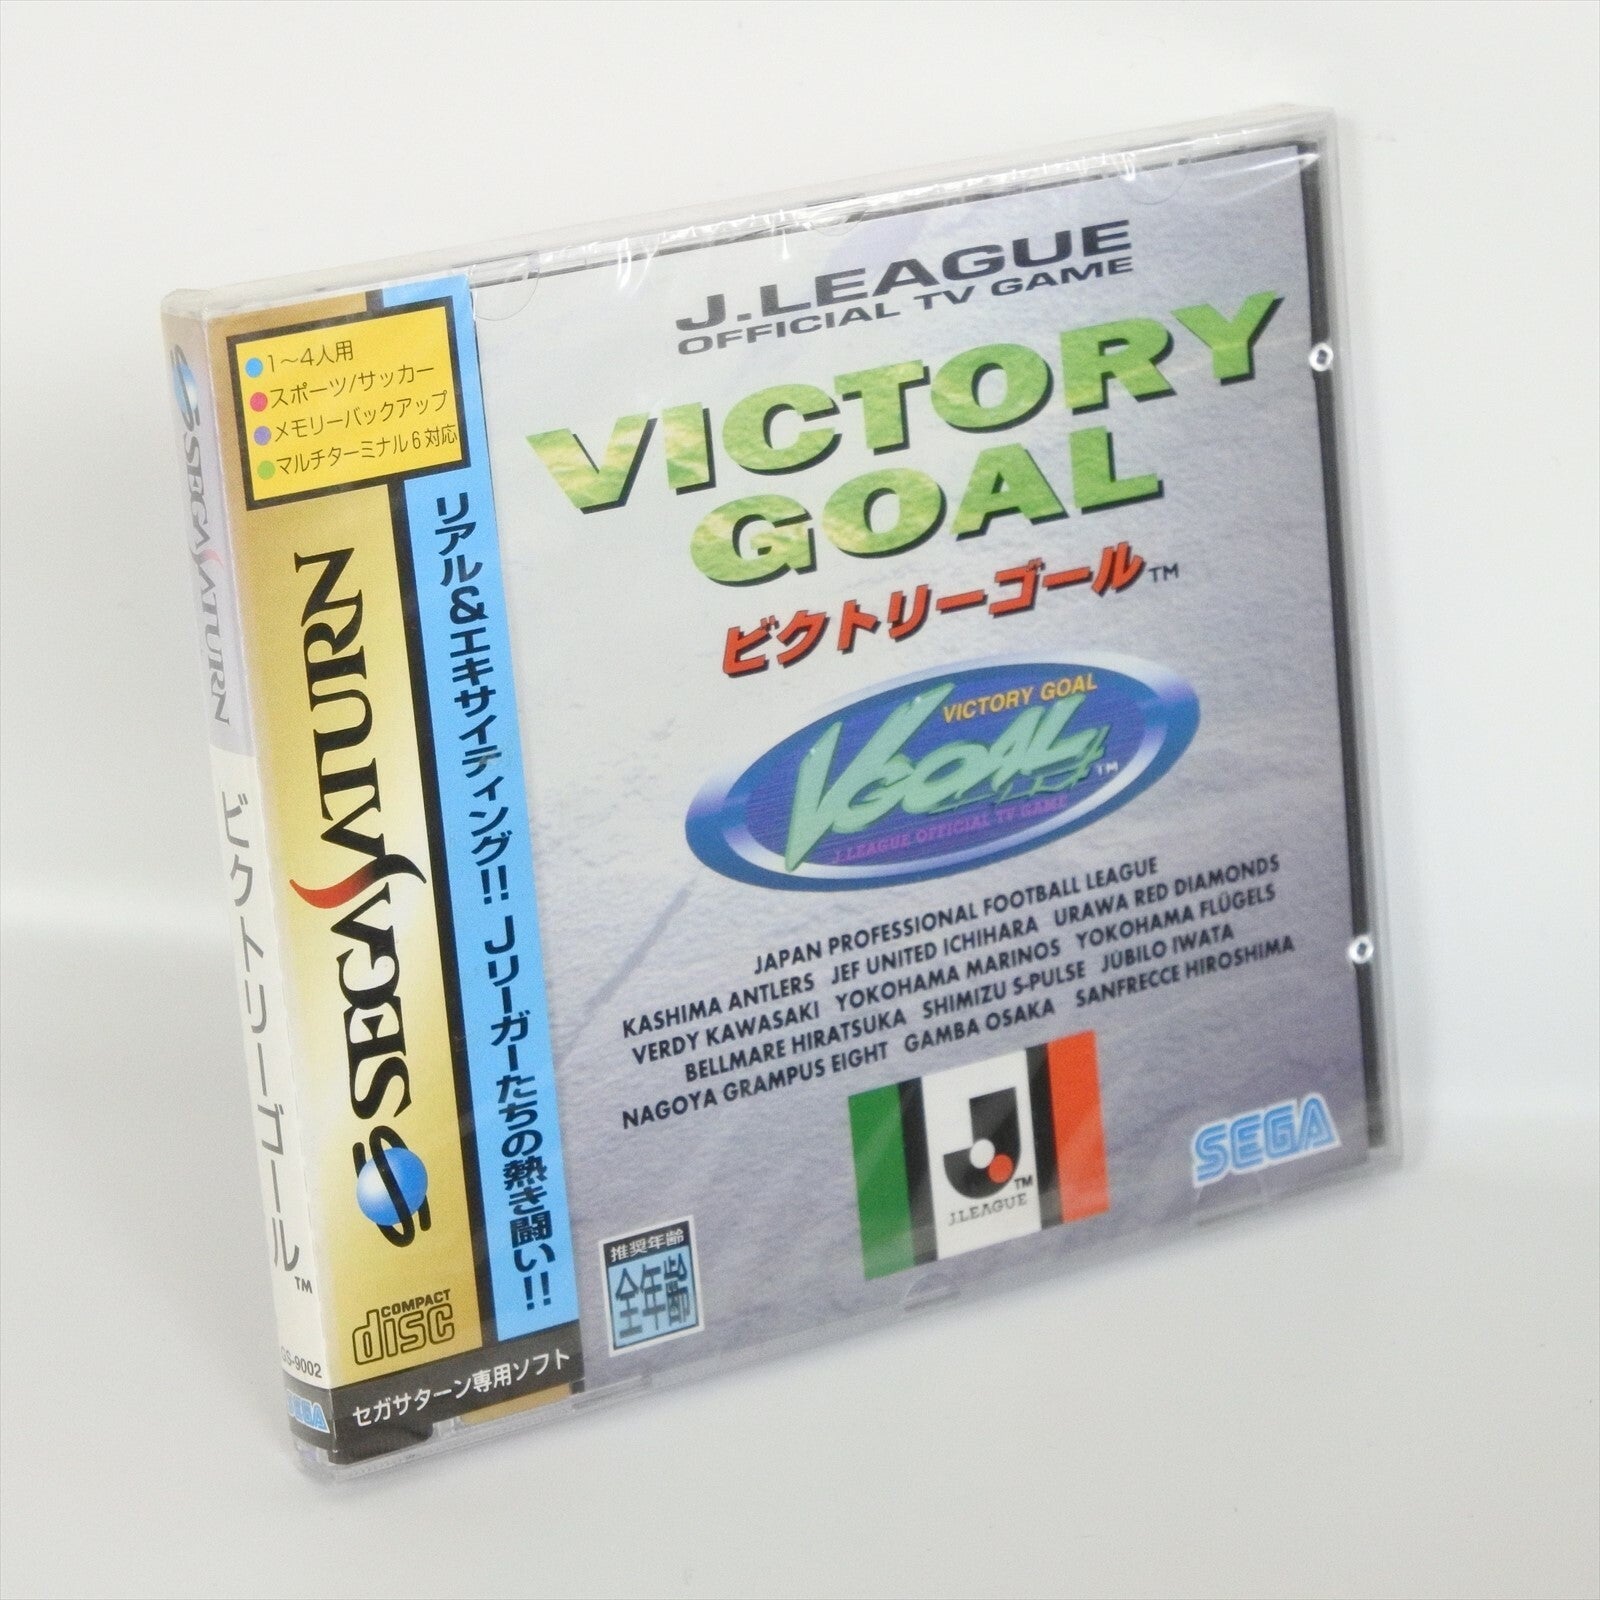 SEGA SATURN
ビクトリーゴール™
GS-9002
SEGA
●1～4人用
●スポーツ/サッカー
●メモリーバックアップ
●マルチターミナル6対応
SEGA SATURN
リアル&エキサイティング!! Jリーガーたちの熱き闘い!!
COMPACT
disc
セガサターン専用ソフト
J.LEAGUE
OFFICIAL TV GAME
VICTORY
GOAL
ビクトリーゴール™
VICTORY GOAL
VGOAL™
J.LEAGUE OFFICIAL TV GAME
JAPAN PROFESSIONAL FOOTBALL LEAGUE
KASHIMA ANTLERS JEF UNITED ICHIHARA URAWA RED DIAMONDS
VERDY KAWASAKI YOKOHAMA MARINOS YOKOHAMA FLÜGELS
BELLMARE HIRATSUKA SHIMIZU S-PULSE JÚBILO IWATA
NAGOYA GRAMPUS EIGHT GAMBA OSAKA SANFRECCE HIROSHIMA
J™
J.LEAGUE
SEGA
推奨年齢
全年齢